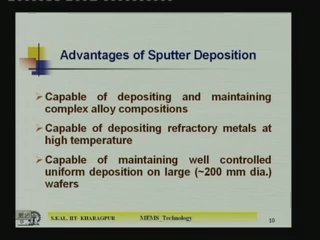 Advantages of Sputter Deposition
Capable of depositing and maintaining
complex alloy compositions
Capable of depositing refractory metals at
high temperature
Capable of maintaining well controlled
uniform deposition on large (~200 mm dia.)
wafers
S.KAL, IIT- KHARAGPUR MEMS_Technology 10